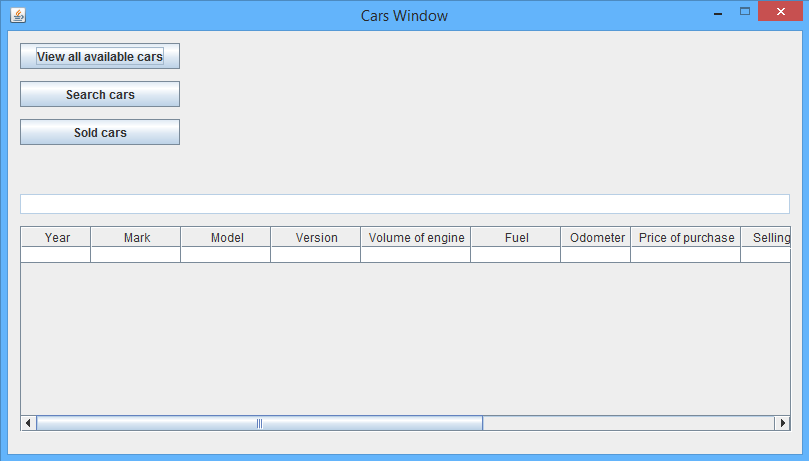 Cars Window
View all available cars
Search cars
Sold cars
Year Mark Model Version Volume of engine Fuel Odometer Price of purchase Selling